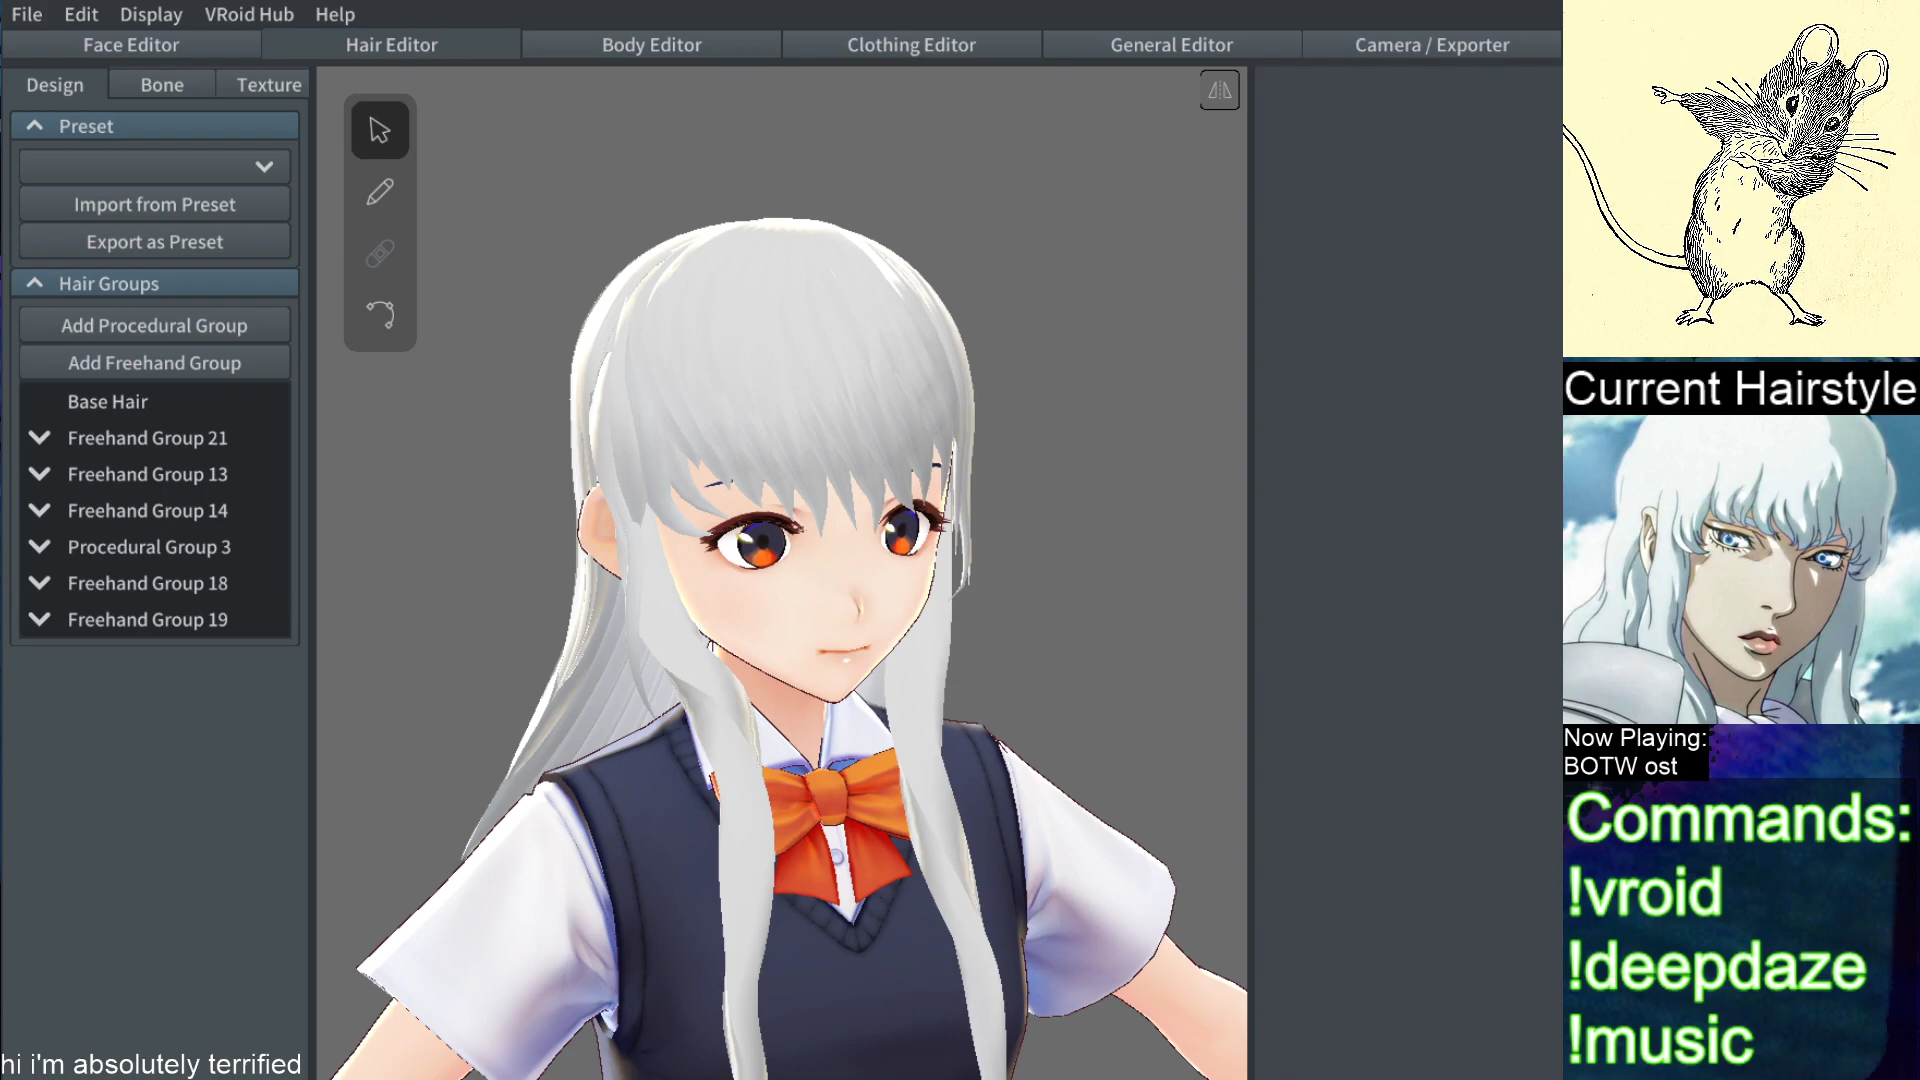 File Edit Display VRoid Hub Help
Face Editor Hair Editor Body Editor Clothing Editor General Editor Camera / Exporter
Design Bone Texture
Preset
Import from Preset
Export as Preset
Hair Groups
Add Procedural Group
Add Freehand Group
Base Hair
Freehand Group 21
Freehand Group 13
Freehand Group 14
Procedural Group 3
Freehand Group 18
Freehand Group 19
hi i'm absolutely terrified
Current Hairstyle
Now Playing:
BOTW ost
Commands:
!vroid
!deepdaze
!music